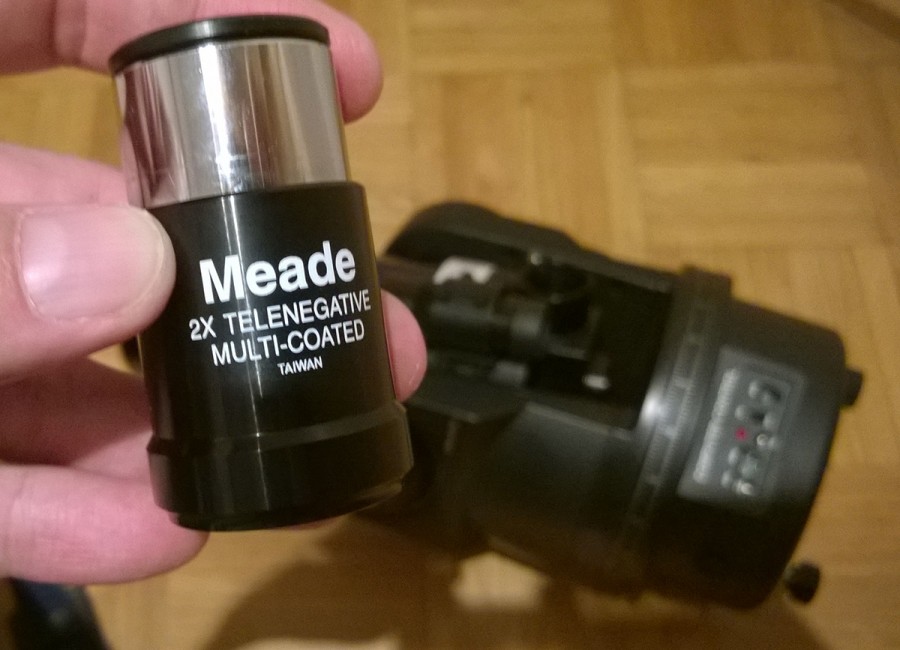 Meade
2X TELENEGATIVE
MULTI-COATED
TAIWAN